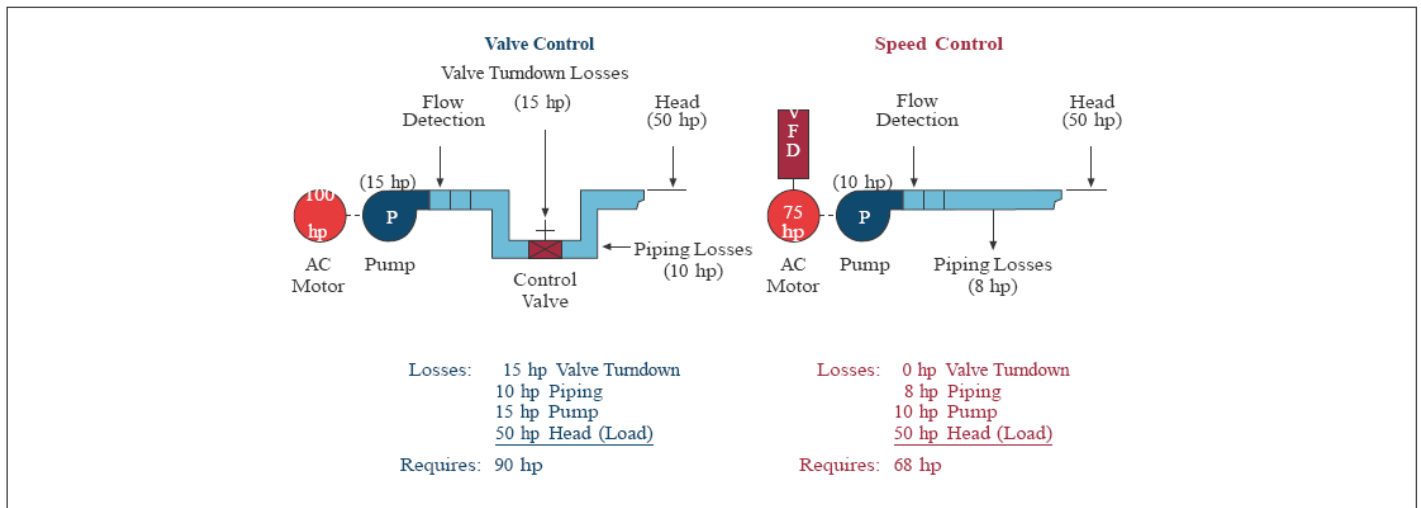 Valve Control
Valve Turndown Losses
(15 hp)
Flow
Detection
Head
(50 hp)
(15 hp)
100
hp
P
AC
Motor
Pump
Control
Valve
Piping Losses
(10 hp)
Losses: 15 hp Valve Turndown
10 hp Piping
15 hp Pump
50 hp Head (Load)
Requires: 90 hp
Speed Control
V
F
D
Flow
Detection
Head
(50 hp)
(10 hp)
75
hp
P
AC
Motor
Pump
Piping Losses
(8 hp)
Losses: 0 hp Valve Turndown
8 hp Piping
10 hp Pump
50 hp Head (Load)
Requires: 68 hp